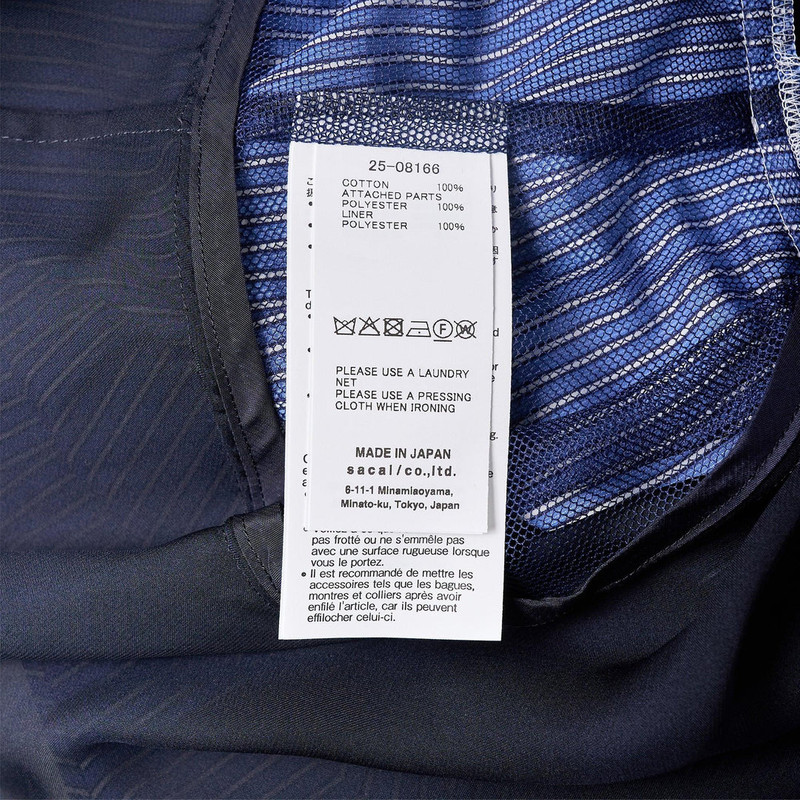 25-08166
COTTON 100%
ATTACHED PARTS
POLYESTER 100%
LINER
POLYESTER 100%
F
W
PLEASE USE A LAUNDRY
NET
PLEASE USE A PRESSING
CLOTH WHEN IRONING
MADE IN JAPAN
sacai/co.,ltd.
6-11-1 Minamiaoyama,
Minato-ku, Tokyo, Japan
pas frotté ou ne s'emmêle pas
avec une surface rugueuse lorsque
vous le portez.
• Il est recommandé de mettre les
accessoires tels que les bagues,
montres et colliers après avoir
enfilé l'article, car ils peuvent
effilocher celui-ci.